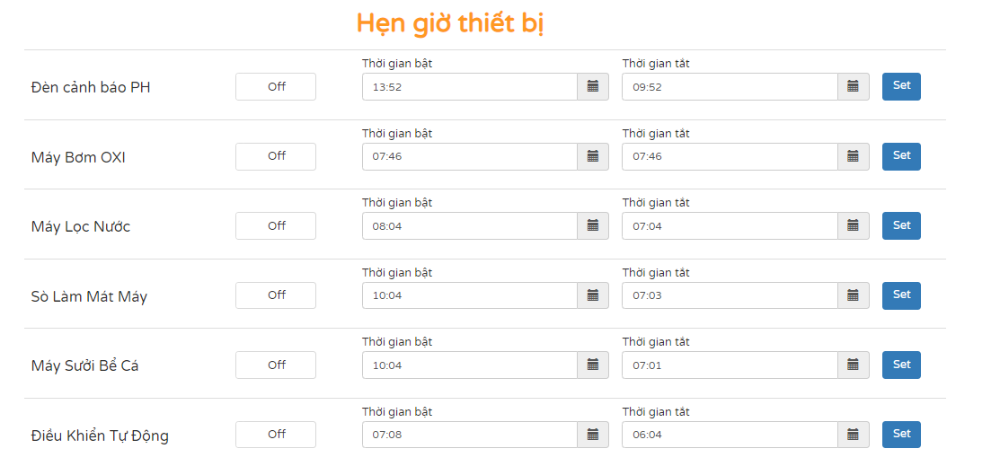 Hẹn giờ thiết bị
Thời gian bật Thời gian tắt
Đèn cảnh báo PH Off 13:52 09:52 Set
Thời gian bật Thời gian tắt
Máy Bơm OXI Off 07:46 07:46 Set
Thời gian bật Thời gian tắt
Máy Lọc Nước Off 08:04 07:04 Set
Thời gian bật Thời gian tắt
Sò Làm Mát Máy Off 10:04 07:03 Set
Thời gian bật Thời gian tắt
Máy Sưởi Bể Cá Off 10:04 07:01 Set
Thời gian bật Thời gian tắt
Điều Khiển Tự Động Off 07:08 06:04 Set